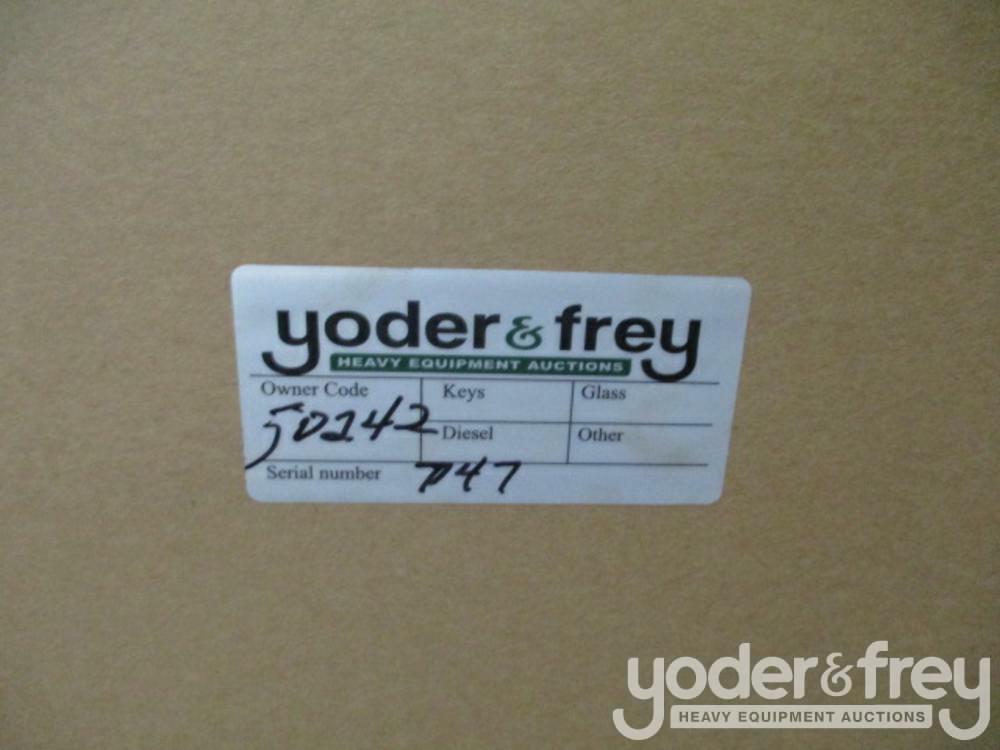 yoder & frey
HEAVY EQUIPMENT AUCTIONS
Owner Code Keys Glass
50242
Diesel Other
Serial number 747
yoder & frey
HEAVY EQUIPMENT AUCTIONS